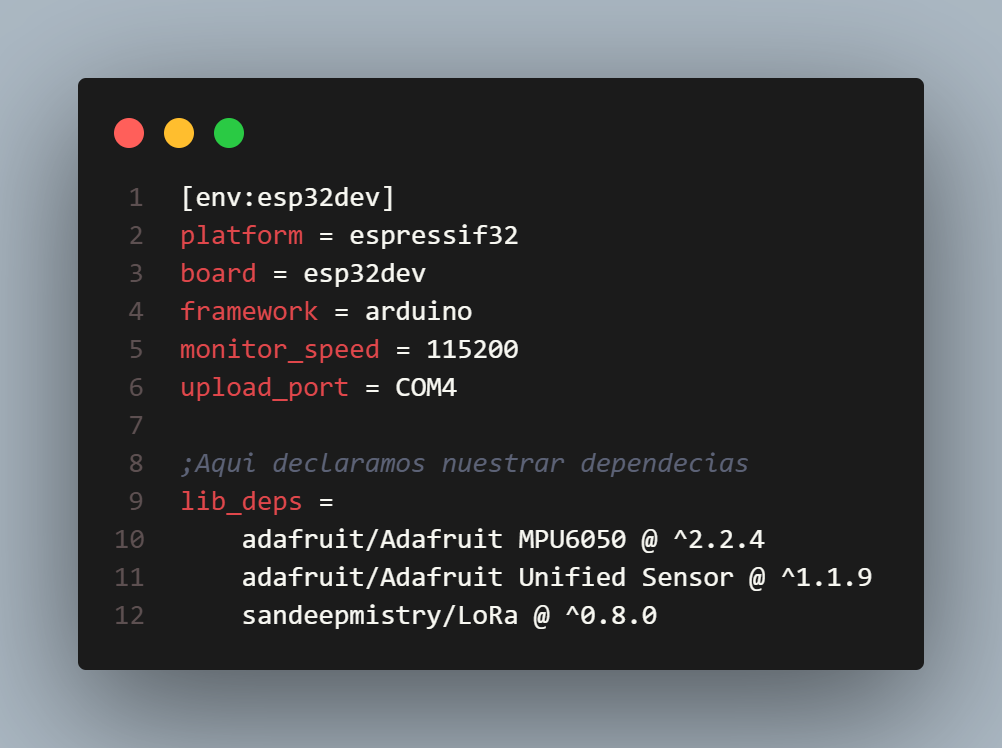 1 [env:esp32dev]
2 platform = espressif32
3 board = esp32dev
4 framework = arduino
5 monitor_speed = 115200
6 upload_port = COM4
7
8 ;Aqui declaramos nuestrar dependecias
9 lib_deps =
10 adafruit/Adafruit MPU6050 @ ^2.2.4
11 adafruit/Adafruit Unified Sensor @ ^1.1.9
12 sandeepmistry/LoRa @ ^0.8.0